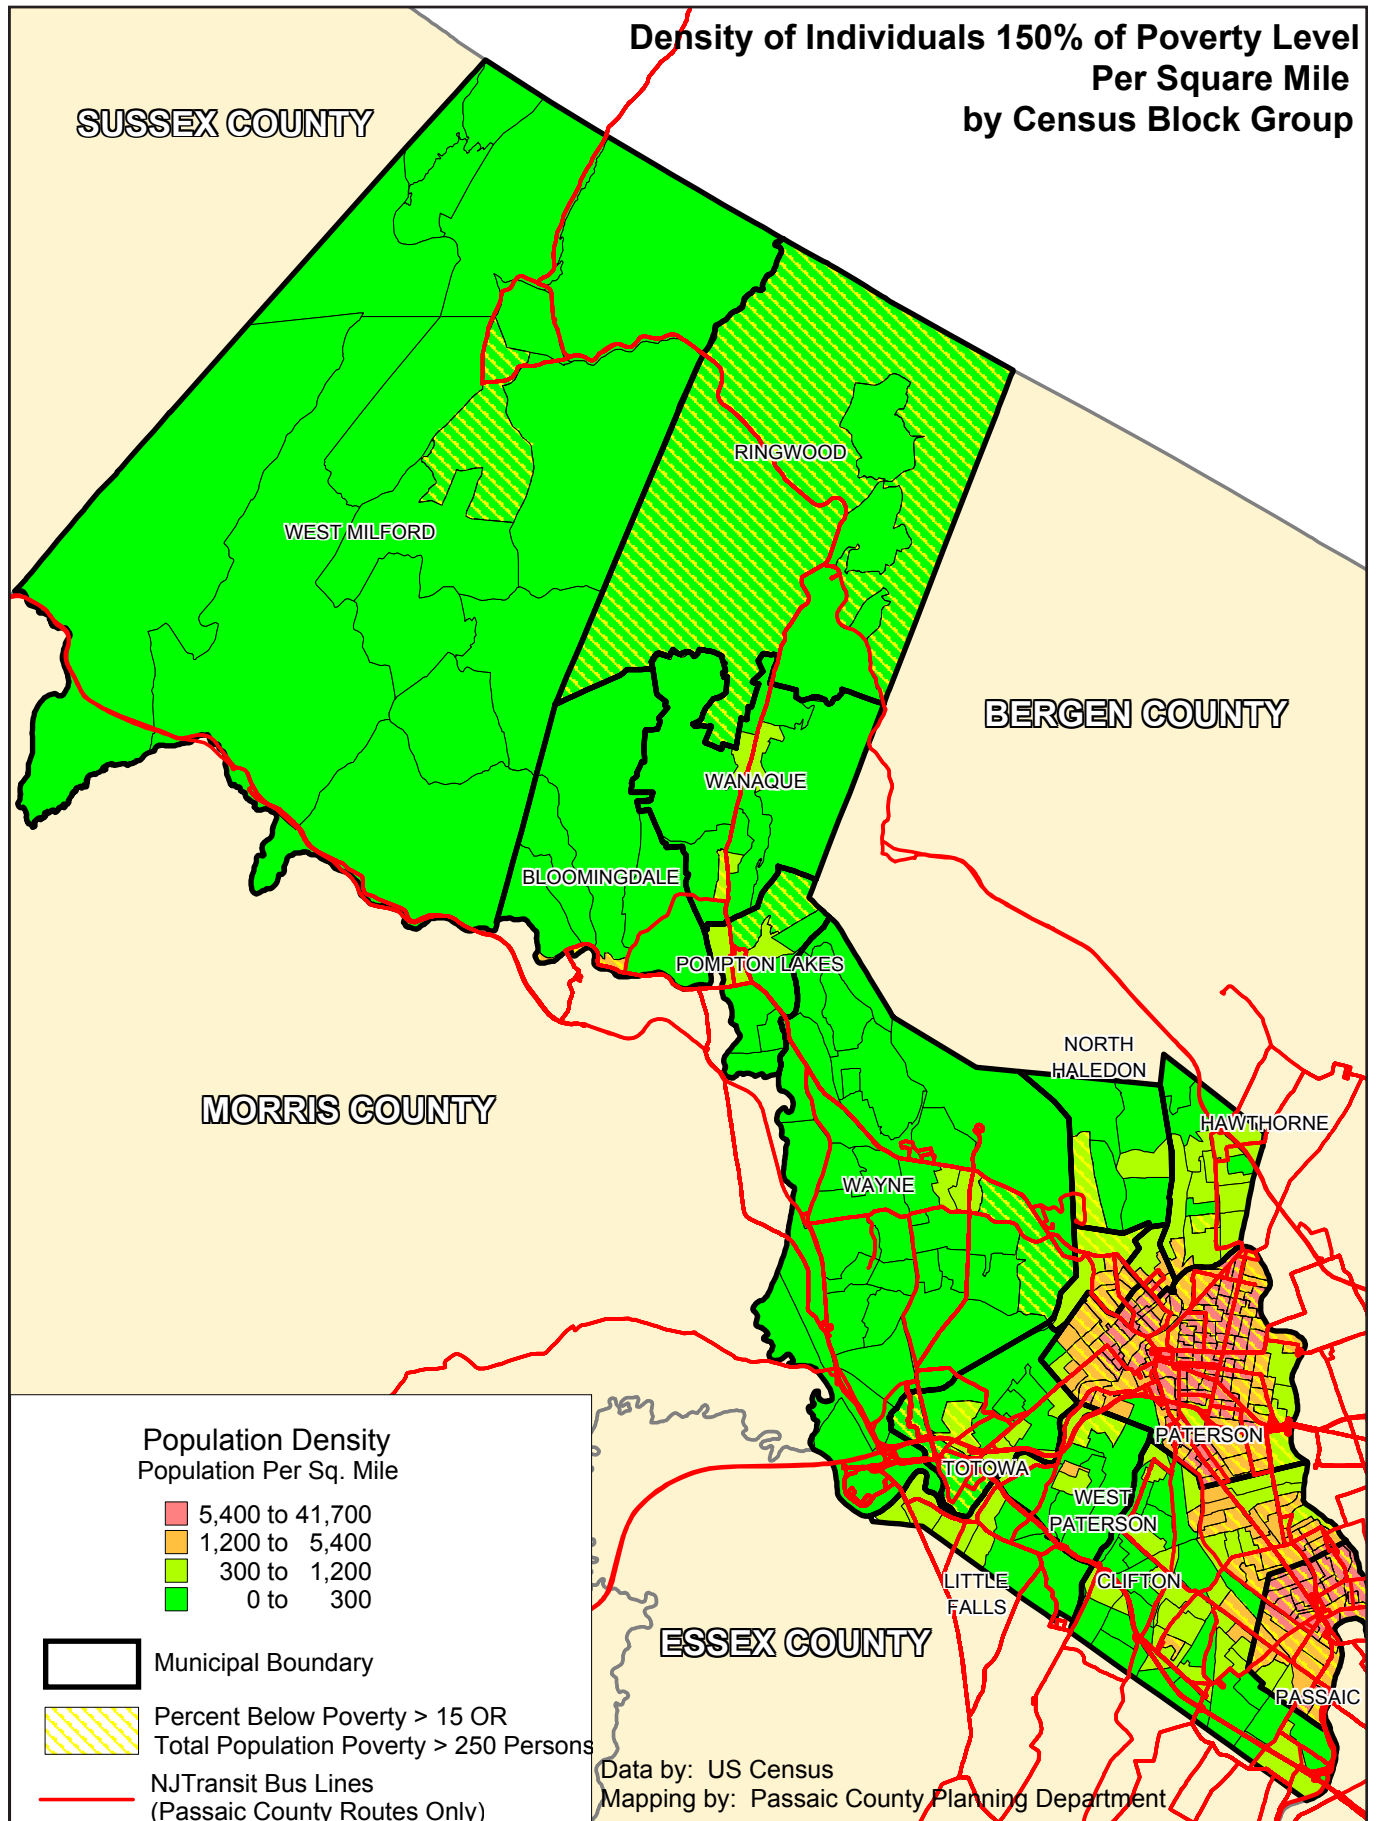 Density of Individuals 150% of Poverty Level
Per Square Mile
by Census Block Group
SUSSEX COUNTY
RINGWOOD
WEST MILFORD
BERGEN COUNTY
WANAQUE
BLOOMINGDALE
POMPTON LAKES
NORTH
HALEDON
MORRIS COUNTY
HAWTHORNE
WAYNE
PATERSON
TOTOWA
WEST
PATERSON
LITTLE
FALLS
CLIFTON
ESSEX COUNTY
PASSAIC
Population Density
Population Per Sq. Mile
5,400 to 41,700
1,200 to 5,400
300 to 1,200
0 to 300
Municipal Boundary
Percent Below Poverty > 15 OR
Total Population Poverty > 250 Persons
NJTransit Bus Lines
(Passaic County Routes Only)
Data by: US Census
Mapping by: Passaic County Planning Department